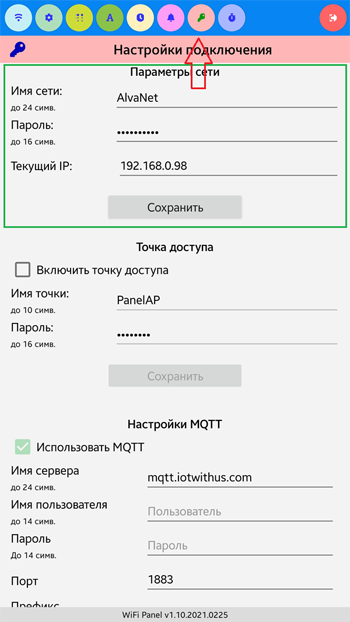 A
Настройки подключения
Параметры сети
Имя сети:
до 24 симв.
AlvaNet
Пароль:
до 16 симв.
••••••••••
Текущий IP:
192.168.0.98
Сохранить
Точка доступа
Включить точку доступа
Имя точки:
до 10 симв.
PanelAP
Пароль:
до 16 симв.
••••••••
Сохранить
Настройки MQTT
Использовать MQTT
Имя сервера
до 24 симв.
mqtt.iotwithus.com
Имя пользователя
до 14 симв.
Пользователь
Пароль
До 14 симв.
Пароль
Порт
1883
Префикс
WiFi Panel v1.10.2021.0225